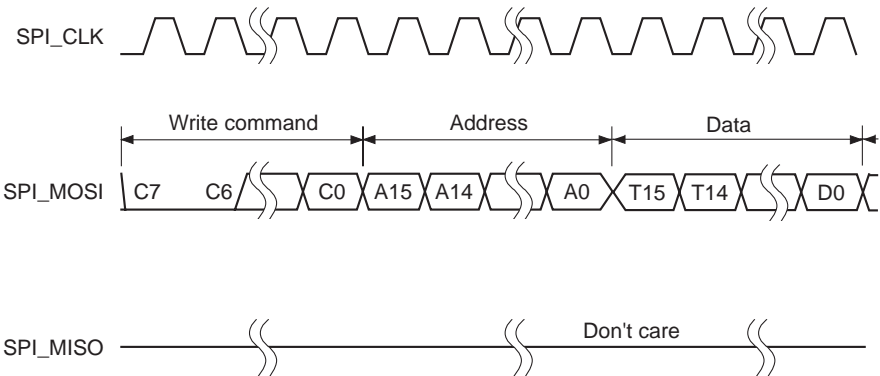 SPI_CLK
Write command Address Data
SPI_MOSI C7 C6 C0 A15 A14 A0 T15 T14 D0
Don't care
SPI_MISO